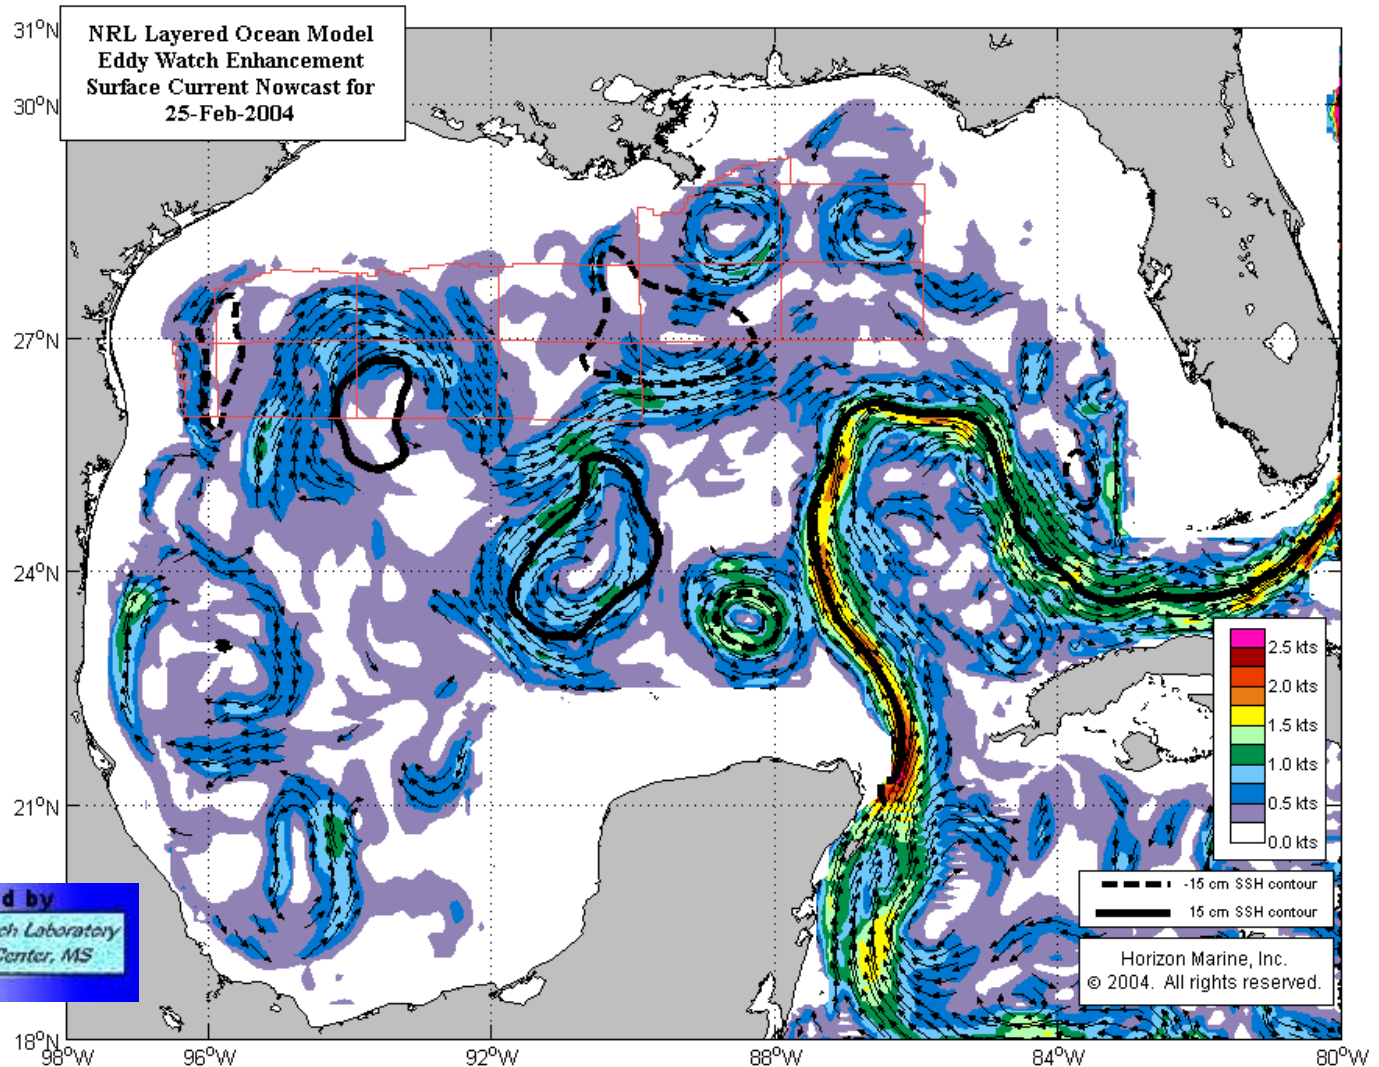 NRL Layered Ocean Model
Eddy Watch Enhancement
Surface Current Nowcast for
25-Feb-2004
31°N
30°N
27°N
24°N
21°N
18°N
98°W
96°W
92°W
88°W
84°W
80°W
2.5 kts
2.0 kts
1.5 kts
1.0 kts
0.5 kts
0.0 kts
-15 cm SSH contour
15 cm SSH contour
Horizon Marine, Inc.
© 2004. All rights reserved.
d by
ch Laboratory
Center, MS